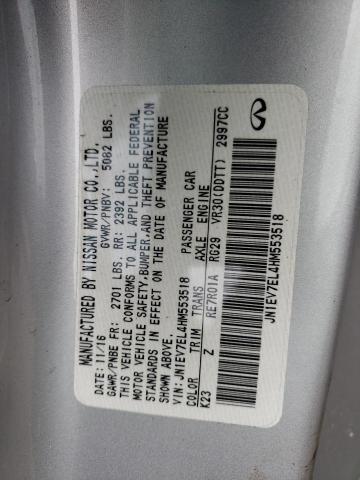 MANUFACTURED BY NISSAN MOTOR CO.,LTD.
DATE: 11/16 GVWR/PNBV: 5082 LBS.
GAWR/PNBE FR: 2701 LBS. RR: 2392 LBS.
THIS VEHICLE CONFORMS TO ALL APPLICABLE FEDERAL
MOTOR VEHICLE SAFETY, BUMPER, AND THEFT PREVENTION
STANDARDS IN EFFECT ON THE DATE OF MANUFACTURE
SHOWN ABOVE.
VIN: JN1EV7EL4HM553518 PASSENGER CAR
COLOR TRIM TRANS AXLE ENGINE
K23 Z RE7R01A RG29 VR30(DDTT) 2997CC
JN1EV7EL4HM553518